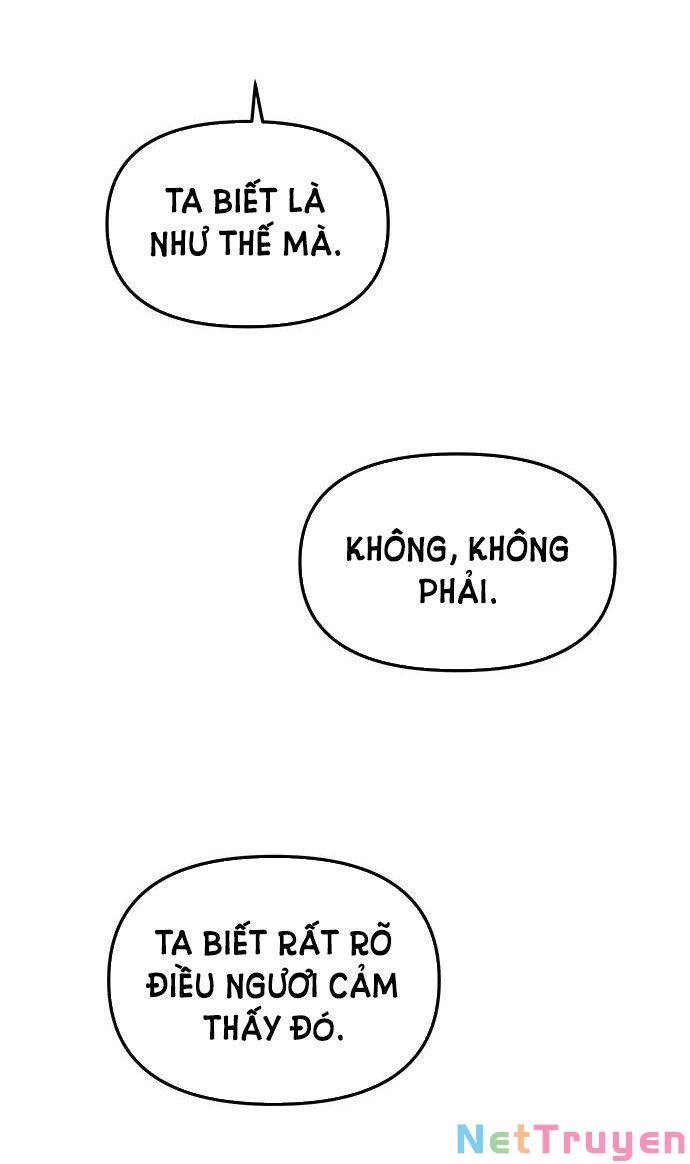 TA BIẾT LÀ
NHƯ THẾ MÀ.
KHÔNG, KHÔNG
PHẢI.
TA BIẾT RẤT RÕ
ĐIỀU NGƯƠI CẢM
THẤY ĐÓ.
NetTruyen